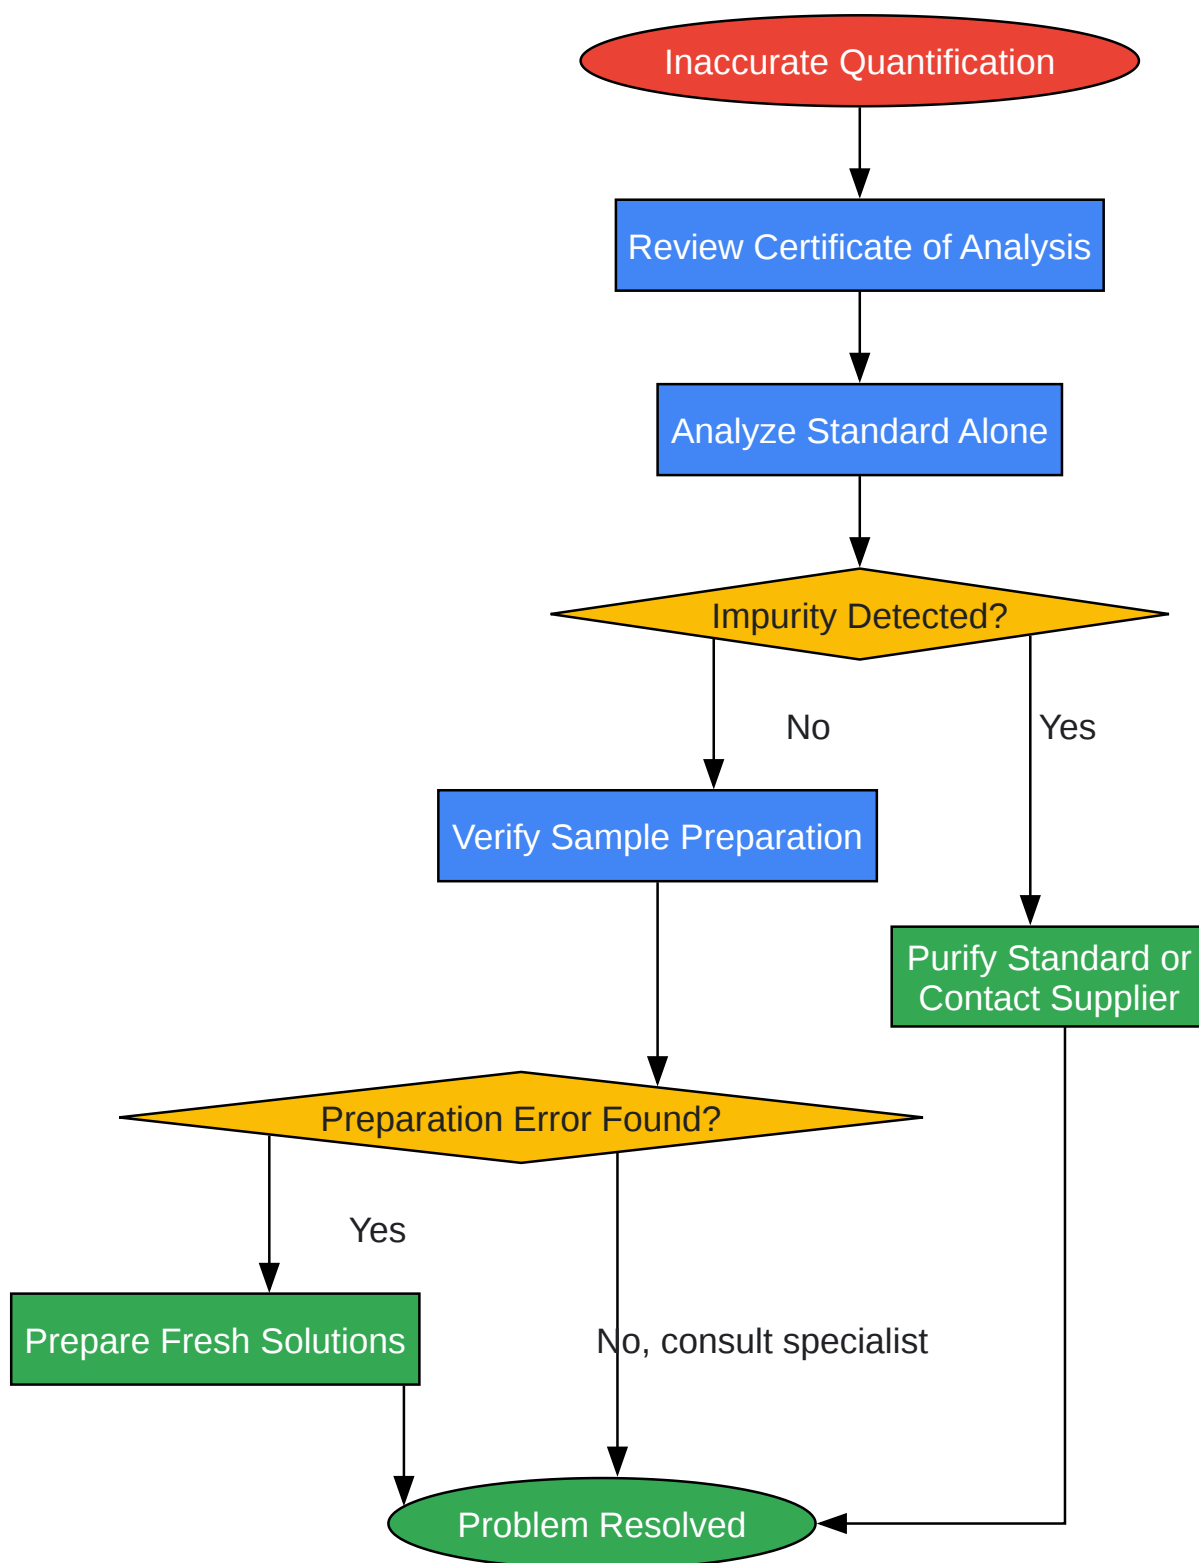 Inaccurate Quantification
Review Certificate of Analysis
Analyze Standard Alone
Impurity Detected?
No
Yes
Verify Sample Preparation
Purify Standard or
Contact Supplier
Preparation Error Found?
Yes
Prepare Fresh Solutions
No, consult specialist
Problem Resolved